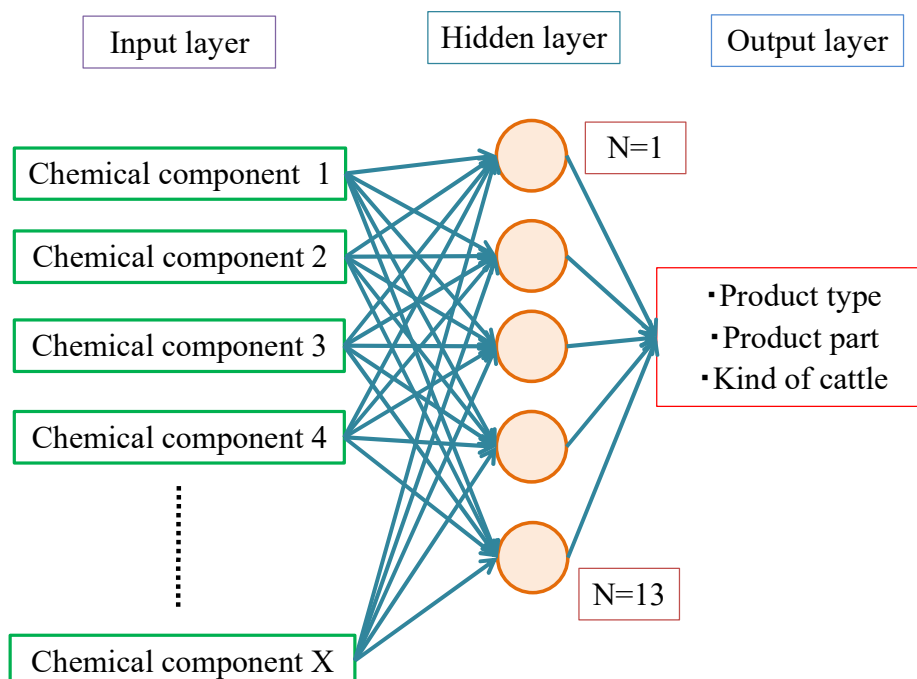 Input layer
Hidden layer
Output layer
N=1
Chemical component 1
Chemical component 2
Chemical component 3
Chemical component 4
Chemical component X
・Product type
・Product part
・Kind of cattle
N=13